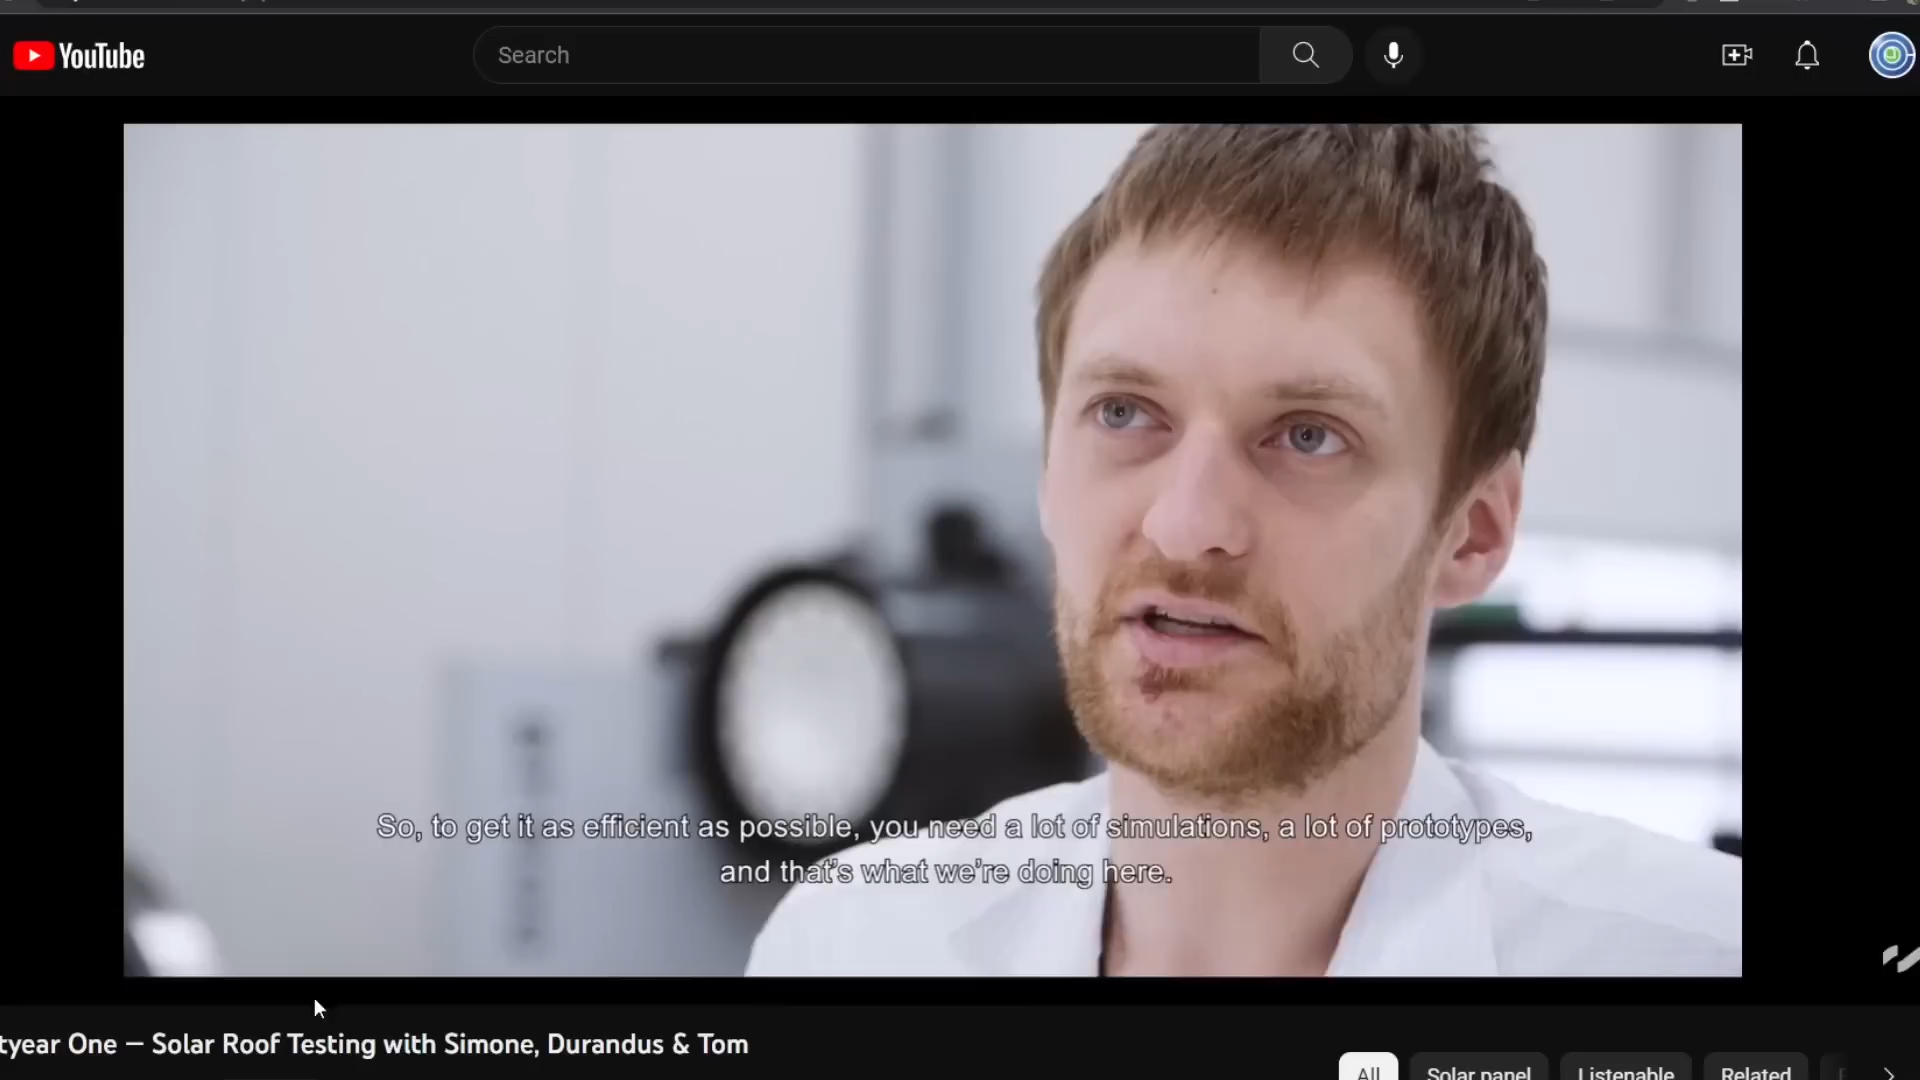 YouTube
Search
So, to get it as efficient as possible, you need a lot of simulations, a lot of prototypes,
and that's what we're doing here.
tyear One — Solar Roof Testing with Simone, Durandus & Tom
All
Solar panel
Listenable
Related